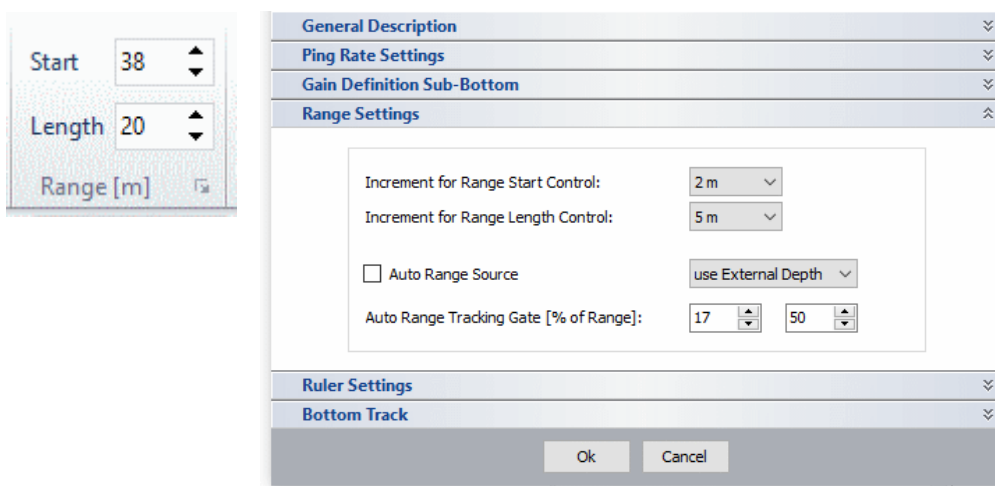 Start 38
Length 20
Range [m]
General Description
Ping Rate Settings
Gain Definition Sub-Bottom
Range Settings
Increment for Range Start Control: 2 m
Increment for Range Length Control: 5 m
Auto Range Source use External Depth
Auto Range Tracking Gate [% of Range]: 17 50
Ruler Settings
Bottom Track
Ok Cancel